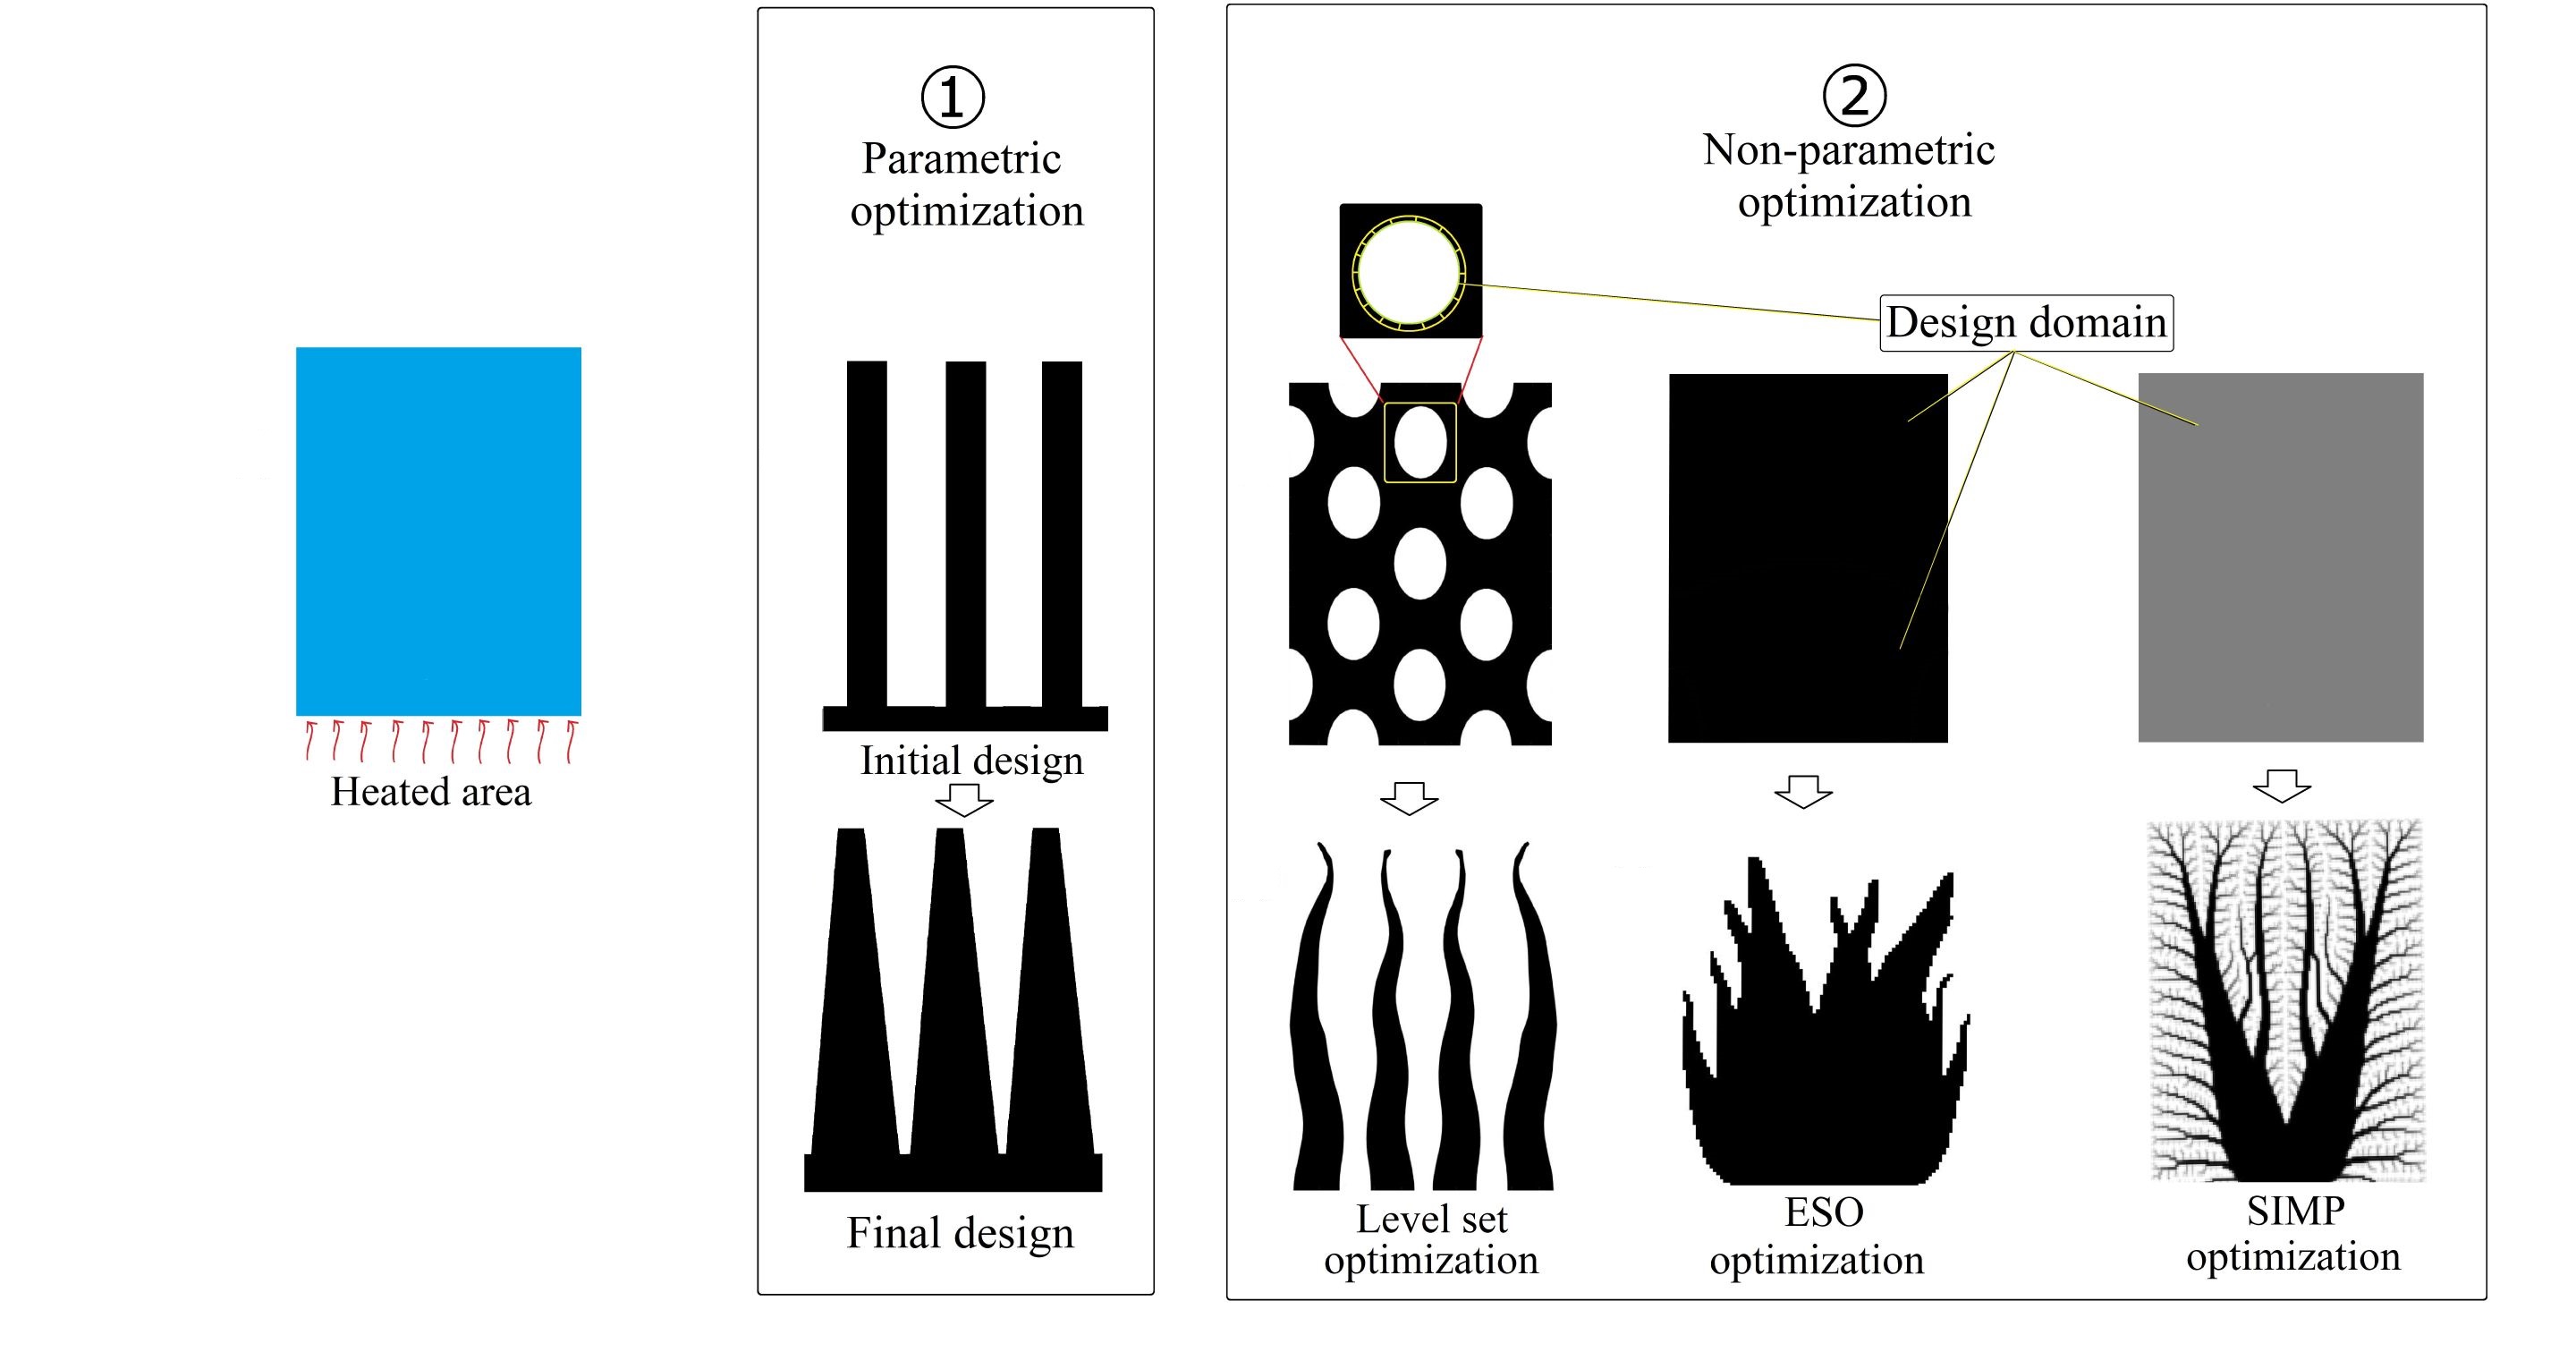 ①
Parametric
optimization
Initial design
Final design
Heated area
②
Non-parametric
optimization
Design domain
Level set
optimization
ESO
optimization
SIMP
optimization